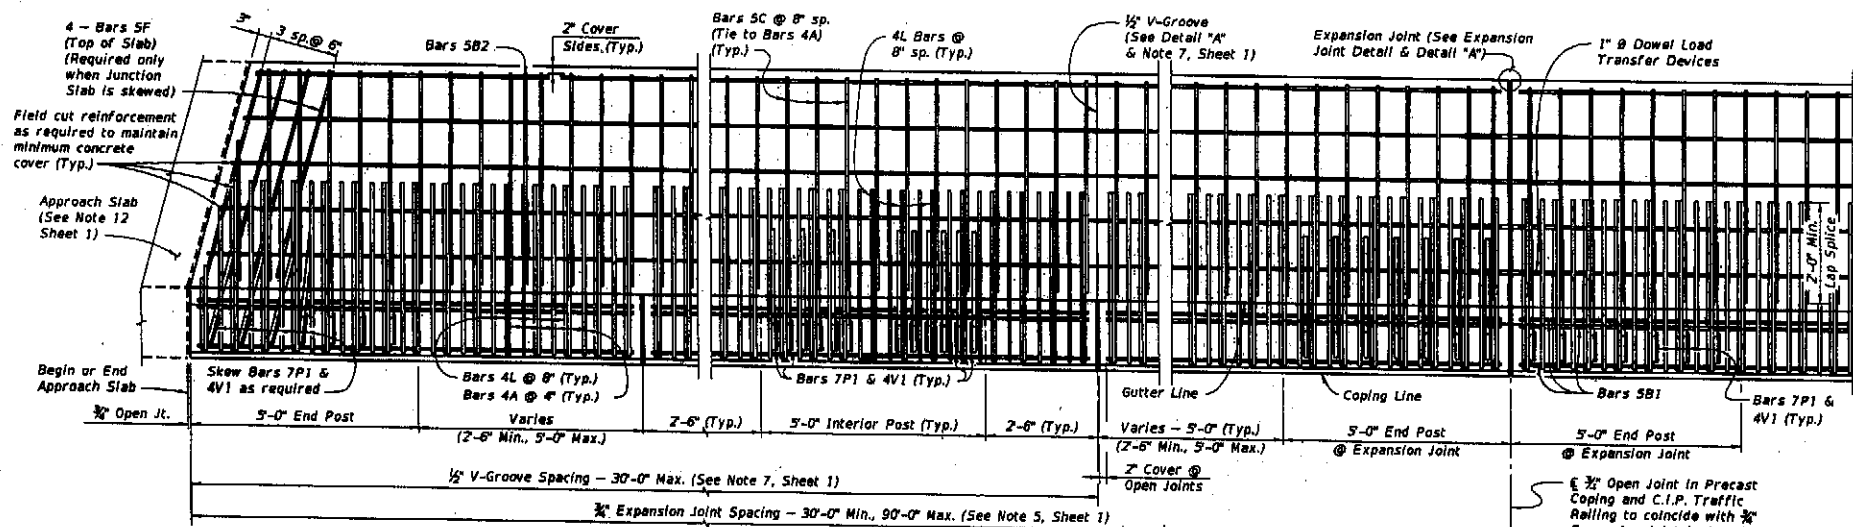 4 - Bars 5F
(Top of Slab)
(Required only
when Junction
Slab is skewed)
3"
3 sp.@ 6"
Bars 5B2
2" Cover
Sides (Typ.)
Bars 5C @ 8" sp.
(Tie to Bars 4A)
(Typ.)
4L Bars @
8" sp. (Typ.)
½" V-Groove
(See Detail "A"
& Note 7, Sheet 1)
Expansion Joint (See Expansion
Joint Detail & Detail "A")
1" Ø Dowel Load
Transfer Devices
Field cut reinforcement
as required to maintain
minimum concrete
cover (Typ.)
Approach Slab
(See Note 12
Sheet 1)
2'-0" Min.
Lap Splice
Begin or End
Approach Slab
Skew Bars 7P1 &
4V1 as required
Bars 4L @ 8" (Typ.)
Bars 4A @ 4" (Typ.)
Bars 7P1 & 4V1 (Typ.)
Gutter Line
Coping Line
Bars 5B1
Bars 7P1 &
4V1 (Typ.)
¾" Open Jt.
5'-0" End Post
Varies
(2'-6" Min., 5'-0" Max.)
2'-6" (Typ.)
5'-0" Interior Post (Typ.)
2'-6" (Typ.)
Varies - 5'-0" (Typ.)
(2'-6" Min., 5'-0" Max.)
5'-0" End Post
@ Expansion Joint
5'-0" End Post
@ Expansion Joint
½" V-Groove Spacing - 30'-0" Max. (See Note 7, Sheet 1)
2" Cover @
Open Joints
¾" Expansion Joint Spacing - 30'-0" Min., 90'-0" Max. (See Note 5, Sheet 1)
℄ ¾" Open Joint in Precast
Coping and C.I.P. Traffic
Railing to coincide with ¾"